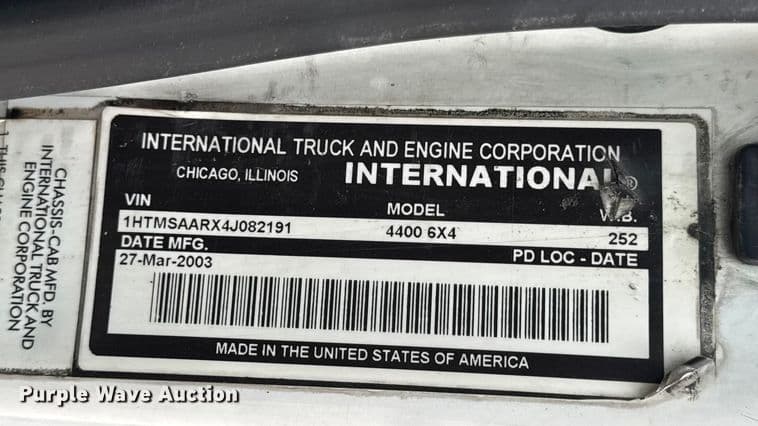 INTERNATIONAL TRUCK AND ENGINE CORPORATION
CHICAGO, ILLINOIS
INTERNATIONAL®
VIN
MODEL
W.B.
1HTMSAARX4J082191
4400 6X4
252
DATE MFG.
PD LOC - DATE
27-Mar-2003
MADE IN THE UNITED STATES OF AMERICA
CHASSIS-CAB MFD. BY
INTERNATIONAL TRUCK AND
ENGINE CORPORATION
Purple Wave Auction